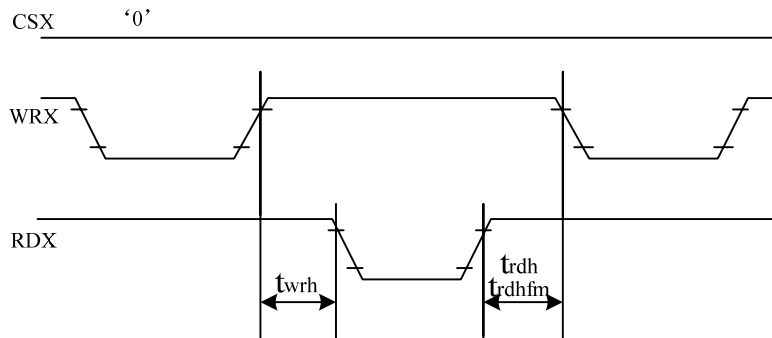 CSX ‘0’
WRX
RDX
twrh
trdh
trdhfm